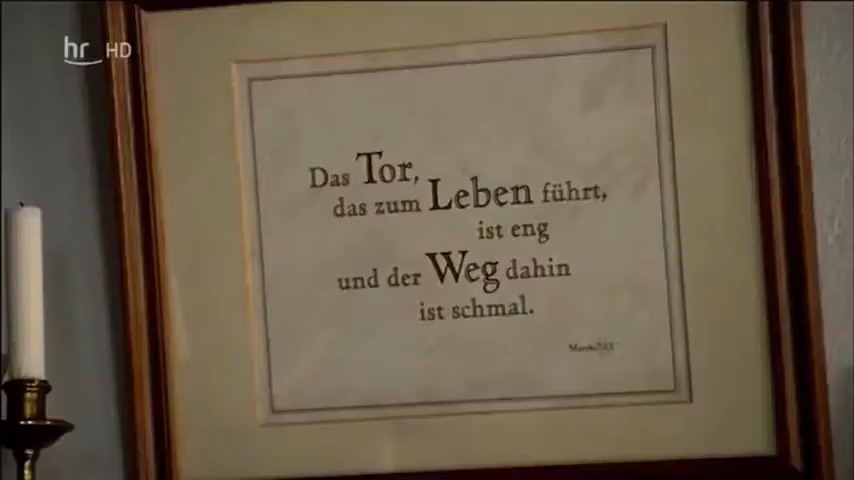 hr HD
Das Tor,
das zum Leben führt,
ist eng
und der Weg dahin
ist schmal.